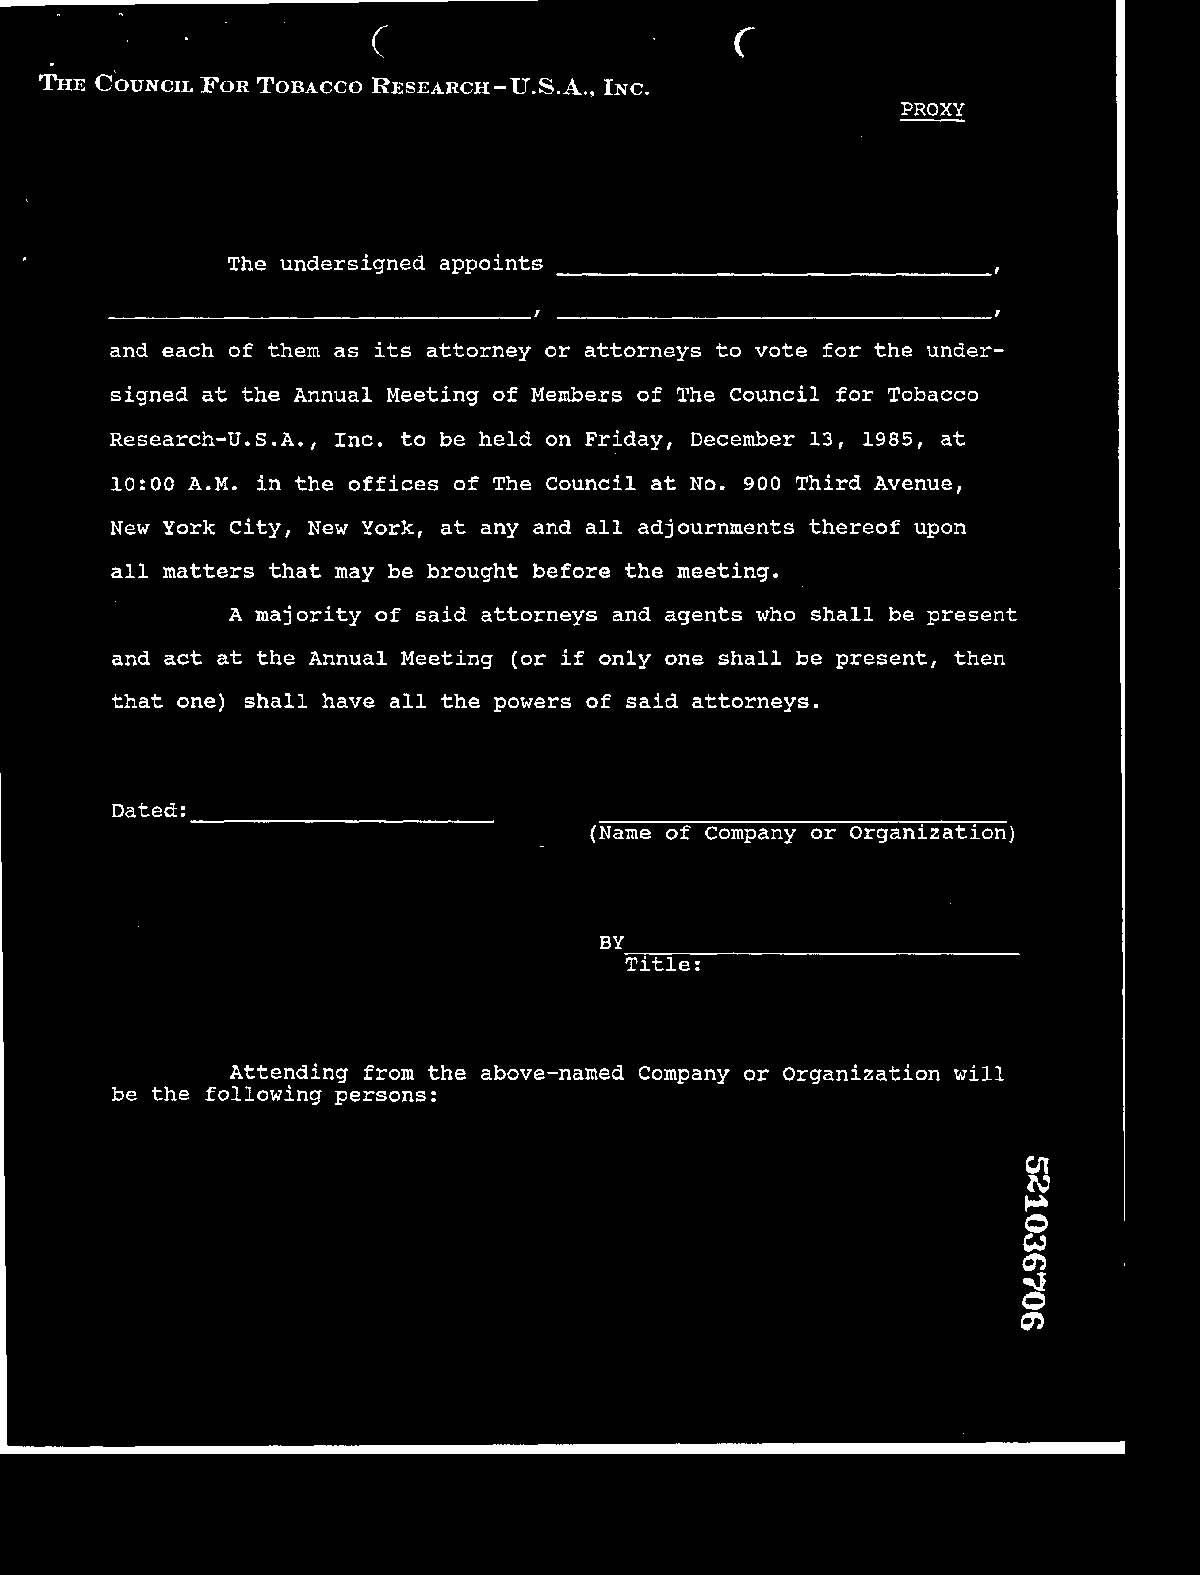 THE COUNCIL FOR TOBACCO RESEARCH-U.S.A., INC.
PROXY
The undersigned appoints ________________,
________________, ________________,
and each of them as its attorney or attorneys to vote for the under-
signed at the Annual Meeting of Members of The Council for Tobacco
Research-U.S.A., Inc. to be held on Friday, December 13, 1985, at
10:00 A.M. in the offices of The Council at No. 900 Third Avenue,
New York City, New York, at any and all adjournments thereof upon
all matters that may be brought before the meeting.
A majority of said attorneys and agents who shall be present
and act at the Annual Meeting (or if only one shall be present, then
that one) shall have all the powers of said attorneys.
Dated:________________
(Name of Company or Organization)
BY________________
Title:
Attending from the above-named Company or Organization will
be the following persons:
521036706